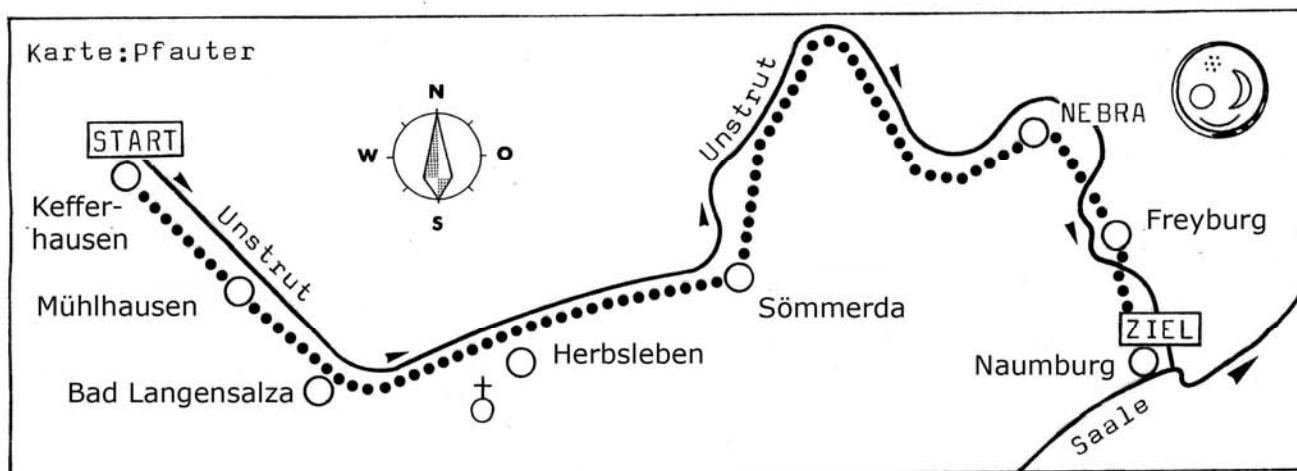 Karte:Pfauter
START
Keffer-
hausen
Unstrut
Mühlhausen
Bad Langensalza
N
W
O
S
Herbsleben
Unstrut
Sömmerda
NEBRA
Freyburg
ZIEL
Naumburg
Saale